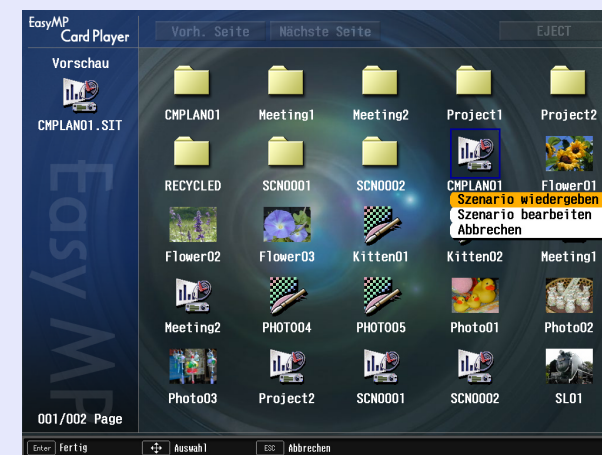 EasyMP
Card Player
Vorh. Seite
Nächste Seite
EJECT
Vorschau
CMPLAN01.SIT
CMPLAN01
Meeting1
Meeting2
Project1
Project2
RECYCLED
SCN0001
SCN0002
CMPLAN01
Flower01
Szenario wiedergeben
Szenario bearbeiten
Abbrechen
Flower02
Flower03
Kitten01
Kitten02
Meeting1
Meeting2
PHOTO04
PHOTO05
Photo01
Photo02
Photo03
Project2
SCN0001
SCN0002
SL01
Easy MP
001/002 Page
Enter Fertig
Auswahl
ESC Abbrechen